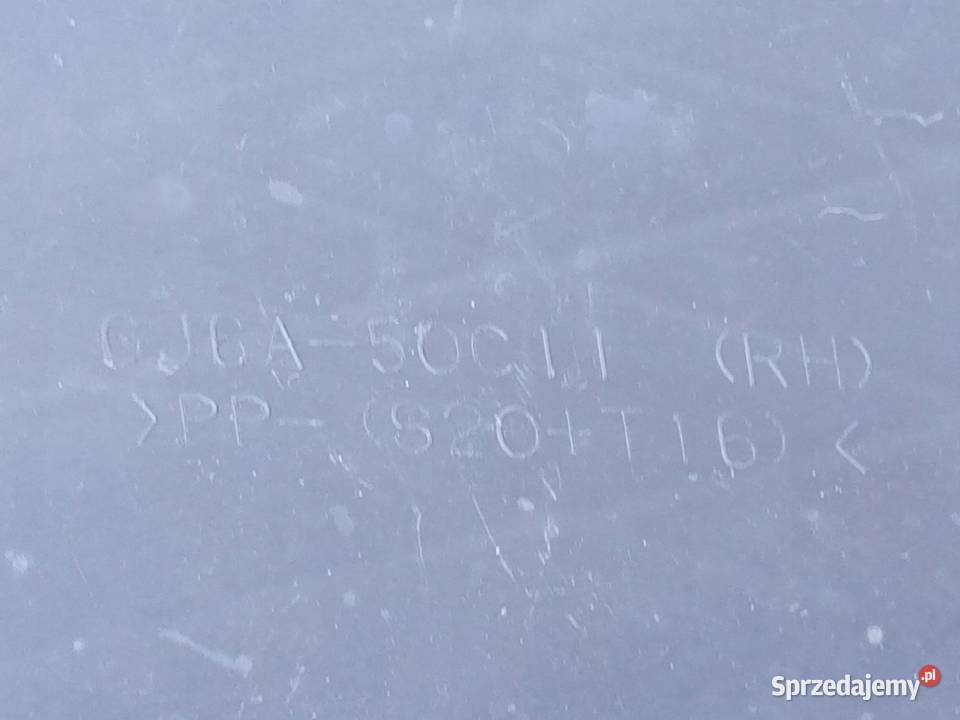 GJ6A-50C11 (RH)
>PP-(S20+T16)<
Sprzedajemy.pl